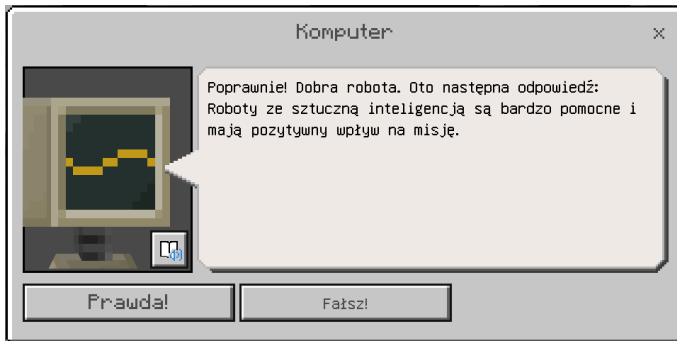 Komputer
x
Poprawnie! Dobra robota. Oto następna odpowiedź:
Roboty ze sztuczną inteligencją są bardzo pomocne i
mają pozytywny wpływ na misję.
Prawda!
Fałsz!